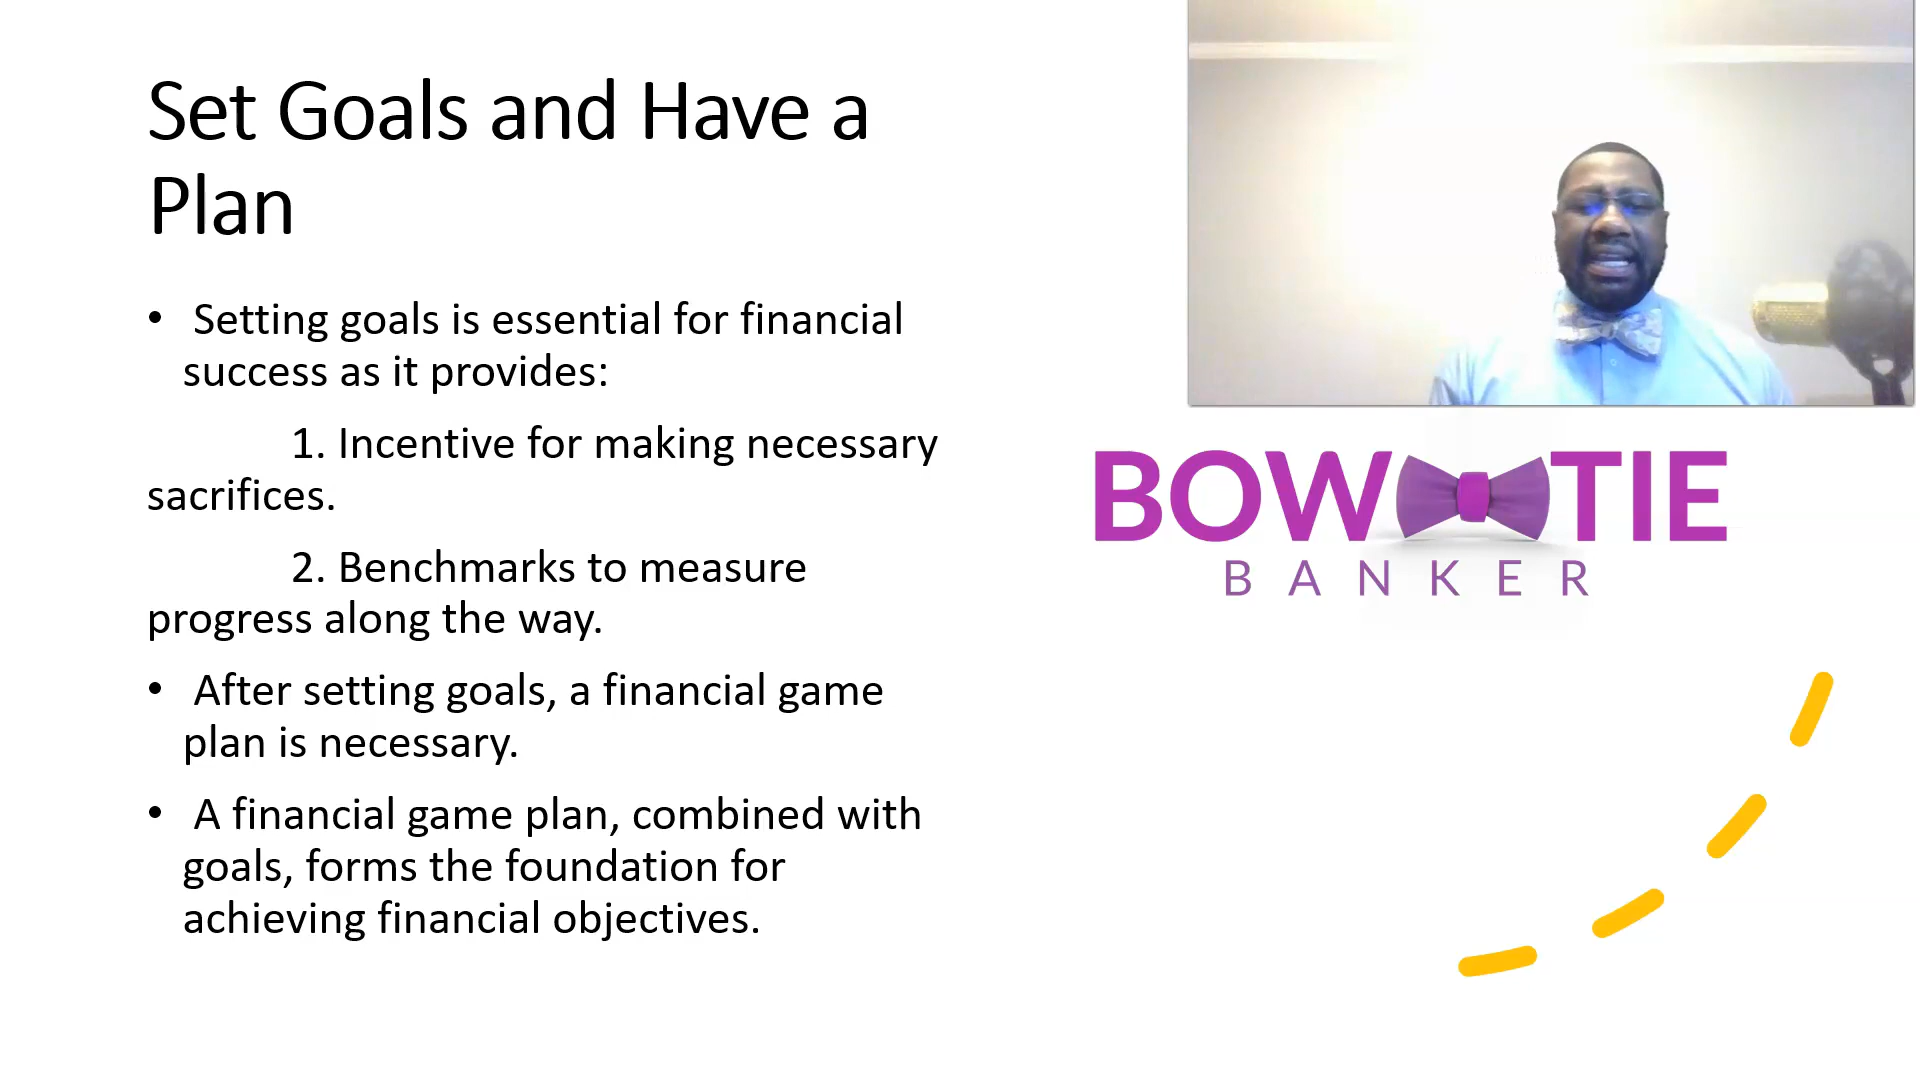 Set Goals and Have a
Plan
• Setting goals is essential for financial
success as it provides:
1. Incentive for making necessary
sacrifices.
2. Benchmarks to measure
progress along the way.
• After setting goals, a financial game
plan is necessary.
• A financial game plan, combined with
goals, forms the foundation for
achieving financial objectives.
BOW TIE
BANKER